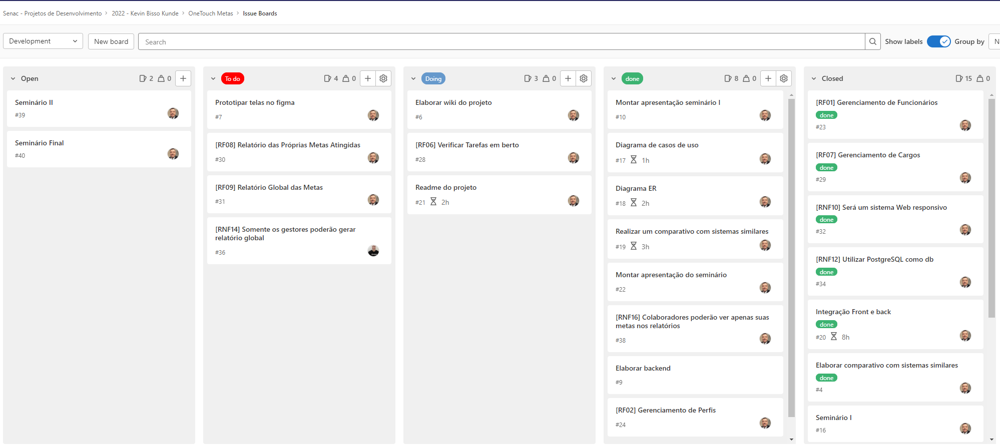 Senac - Projetos de Desenvolvimento > 2022 - Kevin Bisso Kunde > OneTouch Metas > Issue Boards
Development New board Search Show labels Group by N
Open 2 0
Seminário II
#39
Seminário Final
#40
To do 4 0
Prototipar telas no figma
#7
[RF08] Relatório das Próprias Metas Atingidas
#30
[RF09] Relatório Global das Metas
#31
[RNF14] Somente os gestores poderão gerar
relatório global
#36
Doing 3 0
Elaborar wiki do projeto
#6
[RF06] Verificar Tarefas em berto
#28
Readme do projeto
#21 2h
done 8 0
Montar apresentação seminário I
#10
Diagrama de casos de uso
#17 1h
Diagrama ER
#18 2h
Realizar um comparativo com sistemas similares
#19 3h
Montar apresentação do seminário
#22
[RNF16] Colaboradores poderão ver apenas suas
metas nos relatórios
#38
Elaborar backend
#9
[RF02] Gerenciamento de Perfis
#24
Closed 15 0
[RF01] Gerenciamento de Funcionários
done
#23
[RF07] Gerenciamento de Cargos
done
#29
[RNF10] Será um sistema Web responsivo
done
#32
[RNF12] Utilizar PostgreSQL como db
done
#34
Integração Front e back
done
#20 8h
Elaborar comparativo com sistemas similares
done
#4
Seminário I
#16